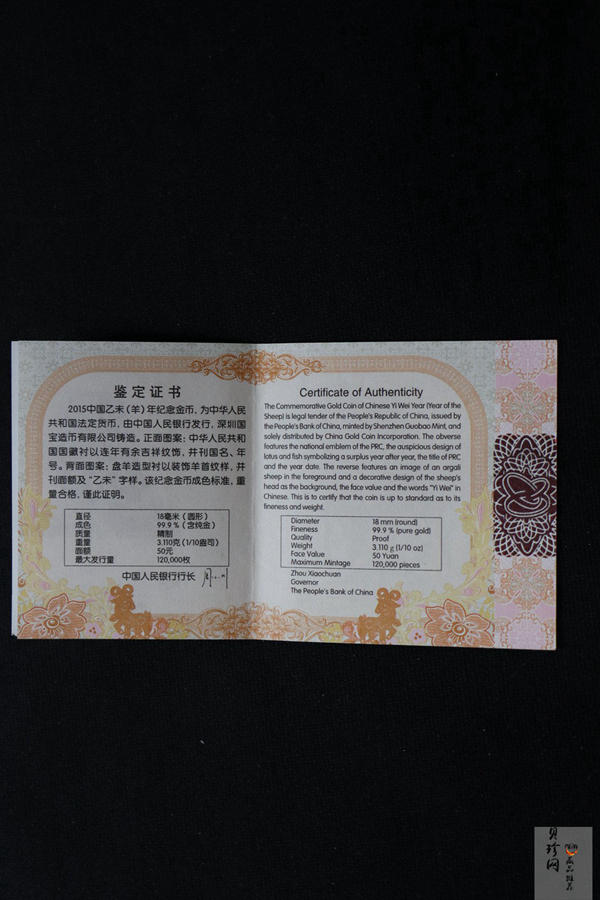 鉴定证书
2015中国乙未（羊）年纪念金币，为中华人民
共和国法定货币，由中国人民银行发行，深圳国
宝造币有限公司铸造。正面图案：中华人民共和
国国徽衬以连年有余吉祥纹饰，并刊国名、年
号。背面图案：盘羊造型衬以装饰羊首纹样，并
刊面额及“乙未”字样。该纪念金币成色标准，重
量合格，谨此证明。
直径 18毫米（圆形）
成色 99.9％（含纯金）
质量 精制
重量 3.110克（1/10盎司）
面额 50元
最大发行量 120,000枚
中国人民银行行长
Certificate of Authenticity
The Commemorative Gold Coin of Chinese Yi Wei Year (Year of the
Sheep) is legal tender of the People's Republic of China, issued by
the People's Bank of China, minted by Shenzhen Guobao Mint, and
solely distributed by China Gold Coin Incorporation. The obverse
features the national emblem of the PRC, the auspicious design of
lotus and fish symbolizing a surplus year after year, the title of PRC
and the year date. The reverse features an image of an argali
sheep in the foreground and a decorative design of the sheep's
head as the background, the face value and the words "Yi Wei" in
Chinese. This is to certify that the coin is up to standard as to its
fineness and weight.
Diameter 18 mm (round)
Fineness 99.9 % (pure gold)
Quality Proof
Weight 3.110 g (1/10 oz)
Face Value 50 Yuan
Maximum Mintage 120,000 pieces
Zhou Xiaochuan
Governor
The People's Bank of China
贝珍网
藏品推荐